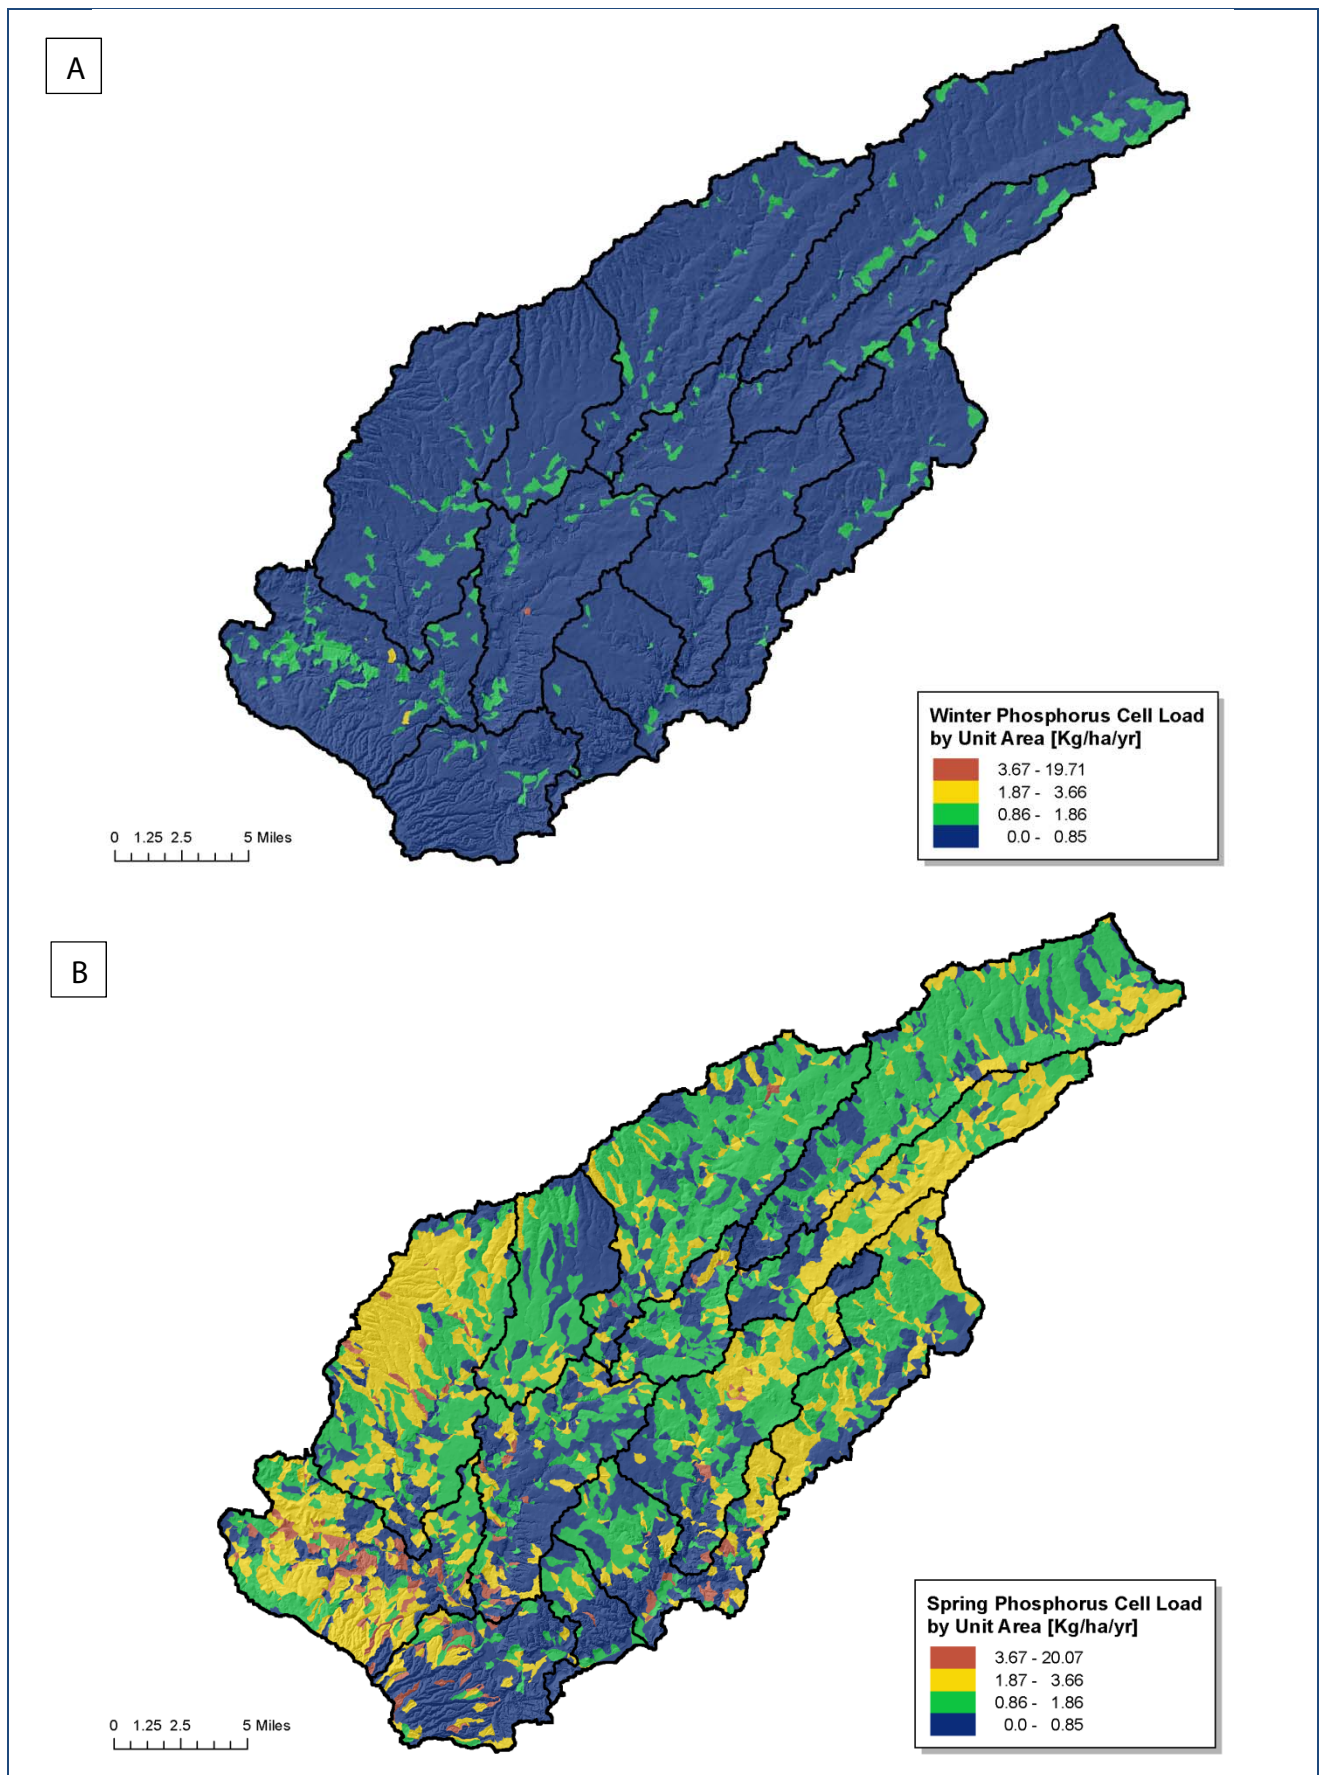 A
Winter Phosphorus Cell Load
by Unit Area [Kg/ha/yr]
3.67 - 19.71
1.87 - 3.66
0.86 - 1.86
0.0 - 0.85
0 1.25 2.5 5 Miles
B
Spring Phosphorus Cell Load
by Unit Area [Kg/ha/yr]
3.67 - 20.07
1.87 - 3.66
0.86 - 1.86
0.0 - 0.85
0 1.25 2.5 5 Miles